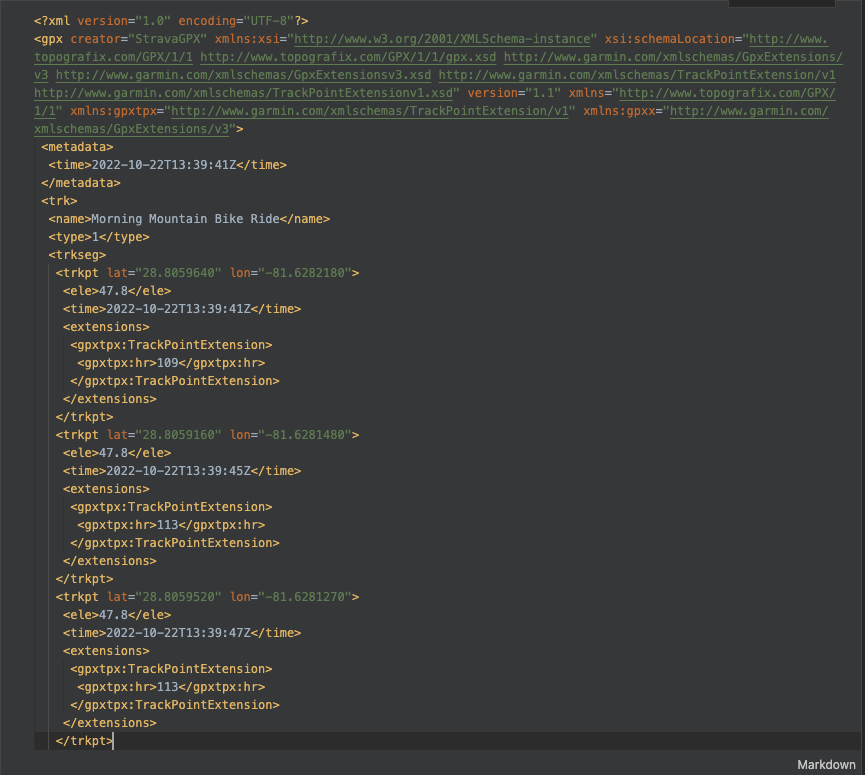 <?xml version="1.0" encoding="UTF-8"?>
<gpx creator="StravaGPX" xmlns:xsi="http://www.w3.org/2001/XMLSchema-instance" xsi:schemaLocation="http://www.
topografix.com/GPX/1/1 http://www.topografix.com/GPX/1/1/gpx.xsd http://www.garmin.com/xmlschemas/GpxExtensions/
v3 http://www.garmin.com/xmlschemas/GpxExtensionsv3.xsd http://www.garmin.com/xmlschemas/TrackPointExtension/v1
http://www.garmin.com/xmlschemas/TrackPointExtensionv1.xsd" version="1.1" xmlns="http://www.topografix.com/GPX/
1/1" xmlns:gpxtpx="http://www.garmin.com/xmlschemas/TrackPointExtension/v1" xmlns:gpxx="http://www.garmin.com/
xmlschemas/GpxExtensions/v3">
<metadata>
<time>2022-10-22T13:39:41Z</time>
</metadata>
<trk>
<name>Morning Mountain Bike Ride</name>
<type>1</type>
<trkseg>
<trkpt lat="28.8059640" lon="-81.6282180">
<ele>47.8</ele>
<time>2022-10-22T13:39:41Z</time>
<extensions>
<gpxtpx:TrackPointExtension>
<gpxtpx:hr>109</gpxtpx:hr>
</gpxtpx:TrackPointExtension>
</extensions>
</trkpt>
<trkpt lat="28.8059160" lon="-81.6281480">
<ele>47.8</ele>
<time>2022-10-22T13:39:45Z</time>
<extensions>
<gpxtpx:TrackPointExtension>
<gpxtpx:hr>113</gpxtpx:hr>
</gpxtpx:TrackPointExtension>
</extensions>
</trkpt>
<trkpt lat="28.8059520" lon="-81.6281270">
<ele>47.8</ele>
<time>2022-10-22T13:39:47Z</time>
<extensions>
<gpxtpx:TrackPointExtension>
<gpxtpx:hr>113</gpxtpx:hr>
</gpxtpx:TrackPointExtension>
</extensions>
</trkpt>
Markdown